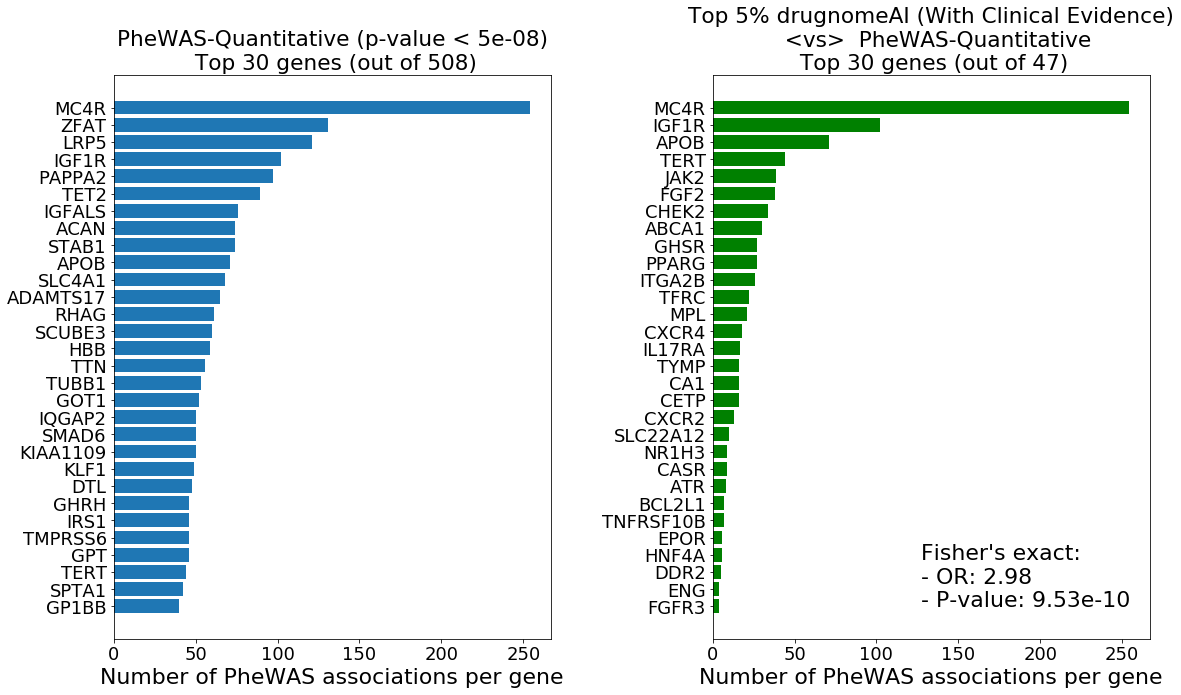 PheWAS-Quantitative (p-value < 5e-08)
Top 30 genes (out of 508)
MC4R
ZFAT
LRP5
IGF1R
PAPPA2
TET2
IGFALS
ACAN
STAB1
APOB
SLC4A1
ADAMTS17
RHAG
SCUBE3
HBB
TTN
TUBB1
GOT1
IQGAP2
SMAD6
KIAA1109
KLF1
DTL
GHRH
IRS1
TMPRSS6
GPT
TERT
SPTA1
GP1BB
0 50 100 150 200 250
Number of PheWAS associations per gene
Top 5% drugnomeAI (With Clinical Evidence)
<vs>  PheWAS-Quantitative
Top 30 genes (out of 47)
MC4R
IGF1R
APOB
TERT
JAK2
FGF2
CHEK2
ABCA1
GHSR
PPARG
ITGA2B
TFRC
MPL
CXCR4
IL17RA
TYMP
CA1
CETP
CXCR2
SLC22A12
NR1H3
CASR
ATR
BCL2L1
TNFRSF10B
EPOR
HNF4A
DDR2
ENG
FGFR3
Fisher's exact:
- OR: 2.98
- P-value: 9.53e-10
0 50 100 150 200 250
Number of PheWAS associations per gene